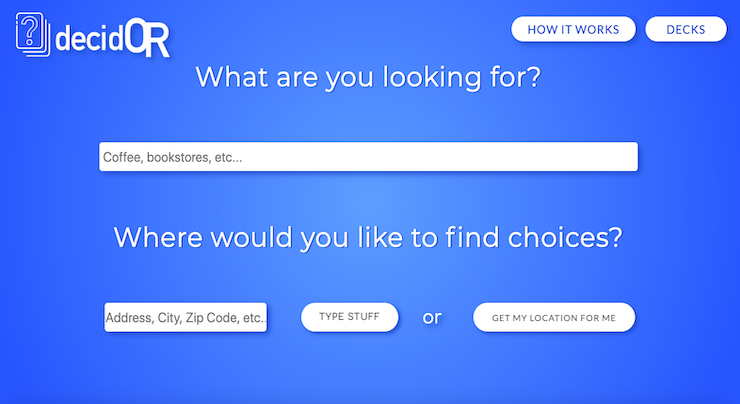 ?
decidOR
HOW IT WORKS
DECKS
What are you looking for?
Coffee, bookstores, etc...
Where would you like to find choices?
Address, City, Zip Code, etc..
TYPE STUFF
or
GET MY LOCATION FOR ME